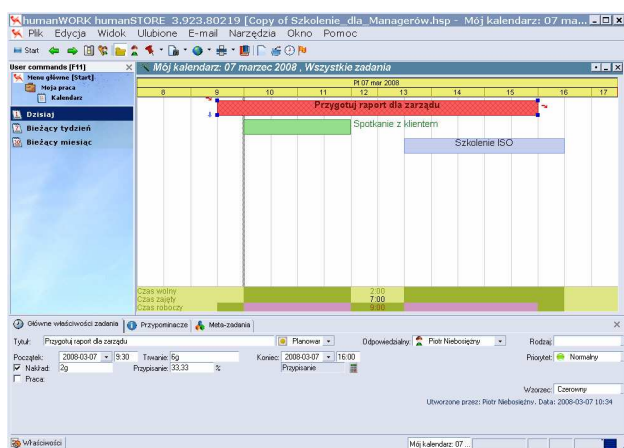 humanWORK humanSTORE 3.923.80219 [Copy of Szkolenie_dla_Managerów.hsp - Mój kalendarz: 07 ma...
Plik Edycja Widok Ulubione E-mail Narzędzia Okno Pomoc
Start
User commands [F11]
Menu główne [Start]
Moja praca
Kalendarz
Dzisiaj
Bieżący tydzień
Bieżący miesiąc
Mój kalendarz: 07 marzec 2008 , Wszystkie zadania
Pt 07 mar 2008
8 9 10 11 12 13 14 15 16 17
Przygotuj raport dla zarządu
Spotkanie z klientem
Szkolenie ISO
Czas wolny 2:00
Czas zajęty 7:00
Czas roboczy 9:00
Główne właściwości zadania Przypominacze Meta-zadania
Tytuł: Przygotuj raport dla zarządu Planowar Odpowiedzialny: Piotr Niebosiężny Rodzaj:
Początek: 2008-03-07 9:30 Trwanie: 6g Koniec: 2008-03-07 16:00 Priorytet: Normalny
Nakład: 2g Przypisanie: 33,33 % Przypisanie
Praca:
Wzorzec: Czerowny
Utworzone przez: Piotr Niebosiężny. Data: 2008-03-07 10:34
Właściwości
Mój kalendarz: 07 ...